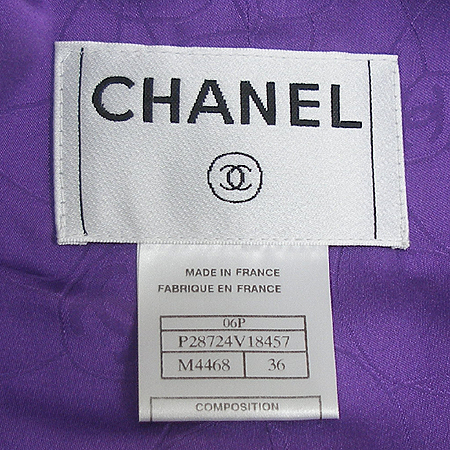 CHANEL
MADE IN FRANCE
FABRIQUE EN FRANCE
06P
P28724V18457
M4468 36
COMPOSITION